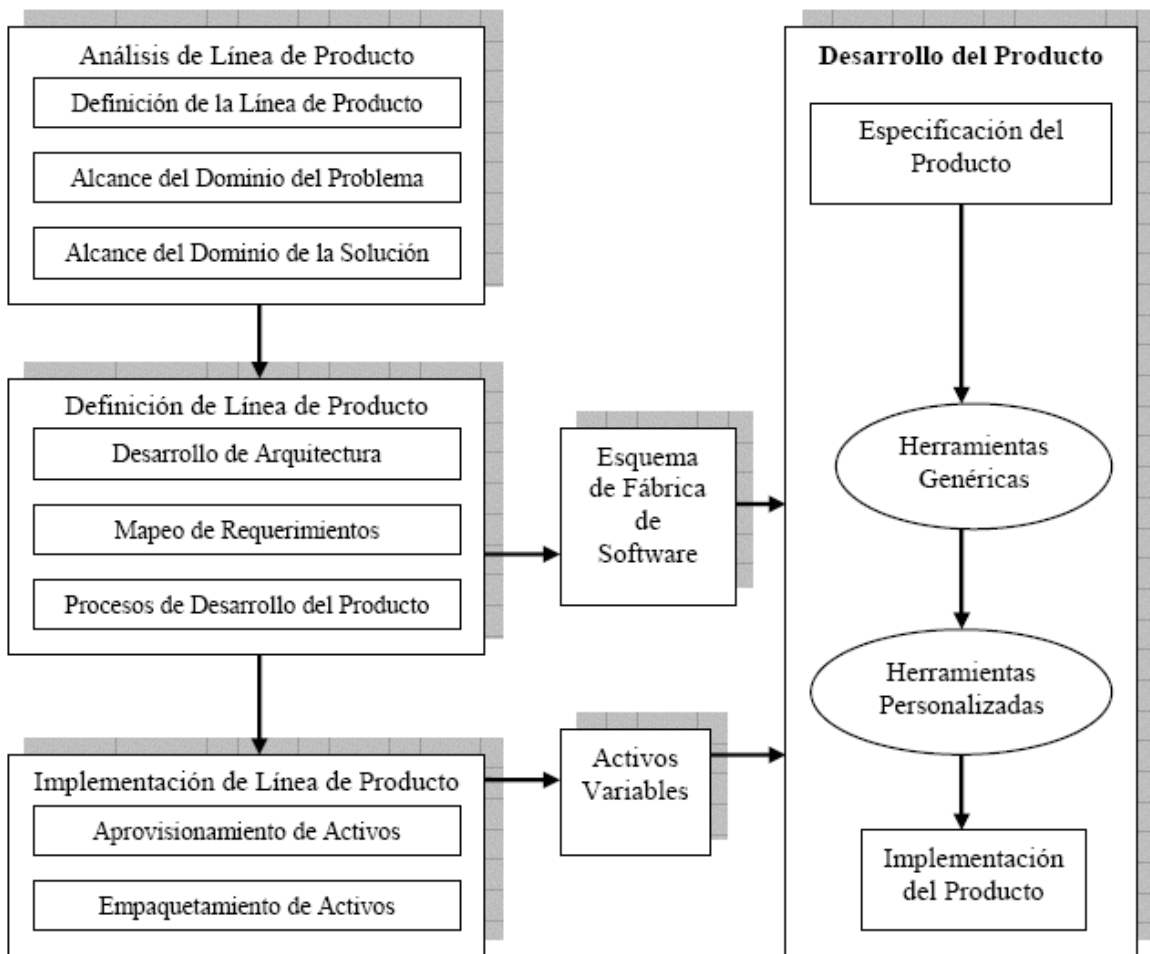 Análisis de Línea de Producto
Definición de la Línea de Producto
Alcance del Dominio del Problema
Alcance del Dominio de la Solución
Definición de Línea de Producto
Desarrollo de Arquitectura
Mapeo de Requerimientos
Procesos de Desarrollo del Producto
Implementación de Línea de Producto
Aprovisionamiento de Activos
Empaquetamiento de Activos
Esquema
de Fábrica
de
Software
Activos
Variables
Desarrollo del Producto
Especificación del
Producto
Herramientas
Genéricas
Herramientas
Personalizadas
Implementación
del Producto